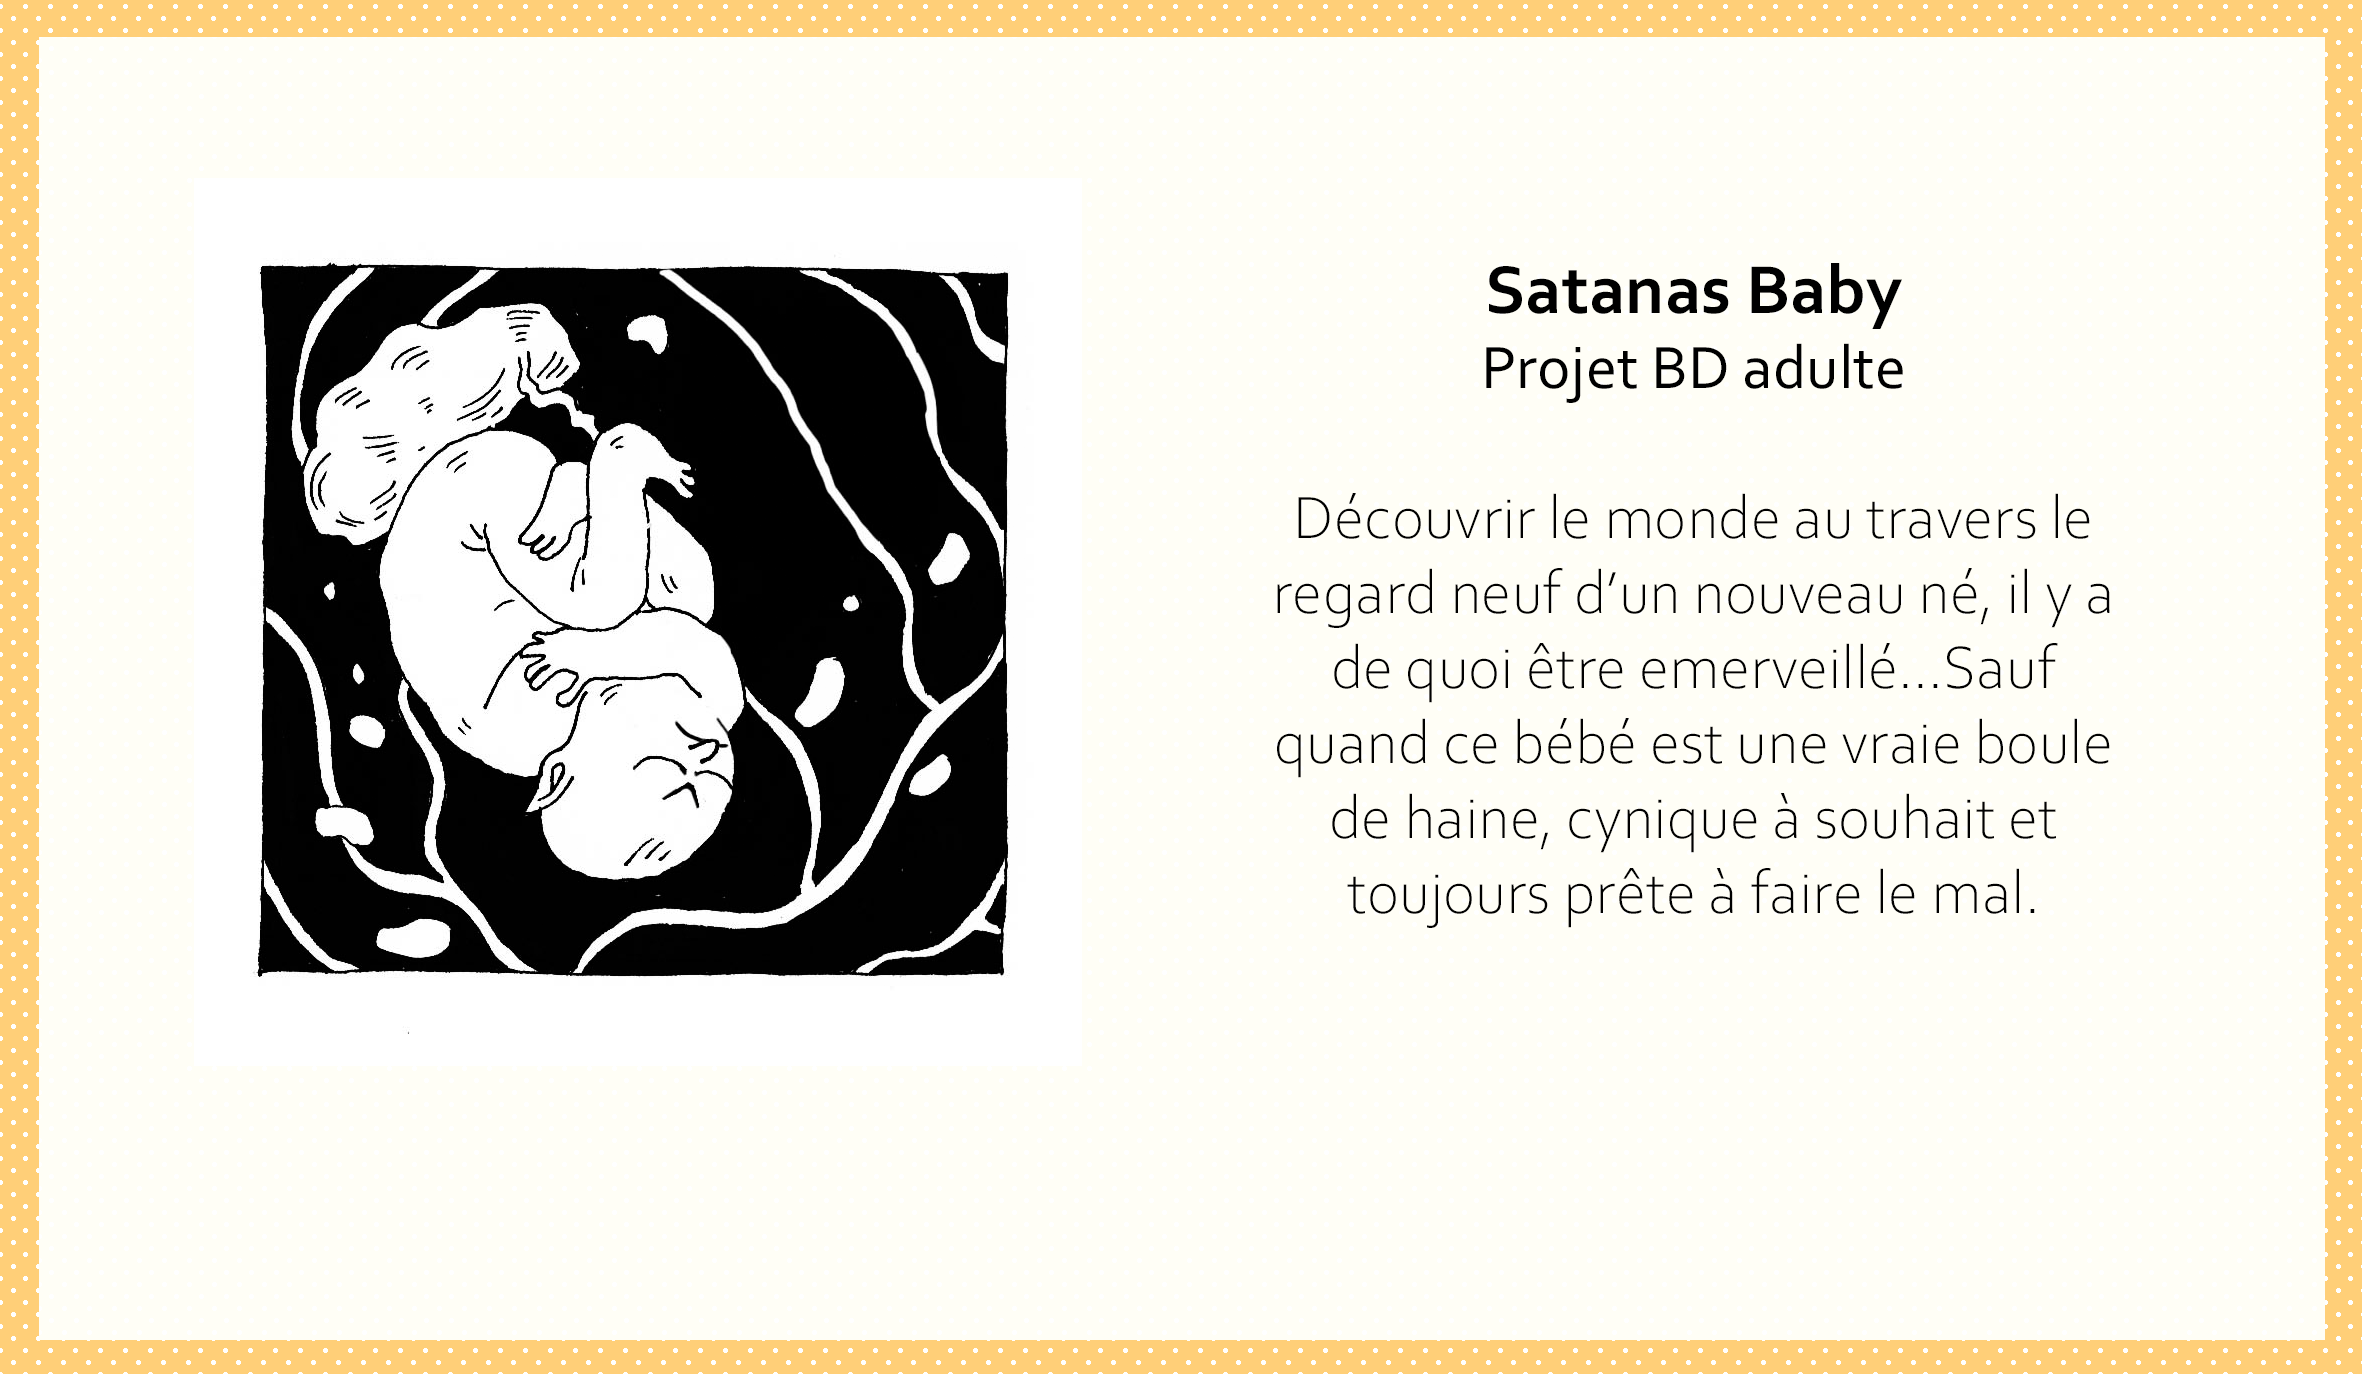 Satanas Baby
Projet BD adulte
Découvrir le monde au travers le
regard neuf d’un nouveau né, il y a
de quoi être emerveillé...Sauf
quand ce bébé est une vraie boule
de haine, cynique à souhait et
toujours prête à faire le mal.